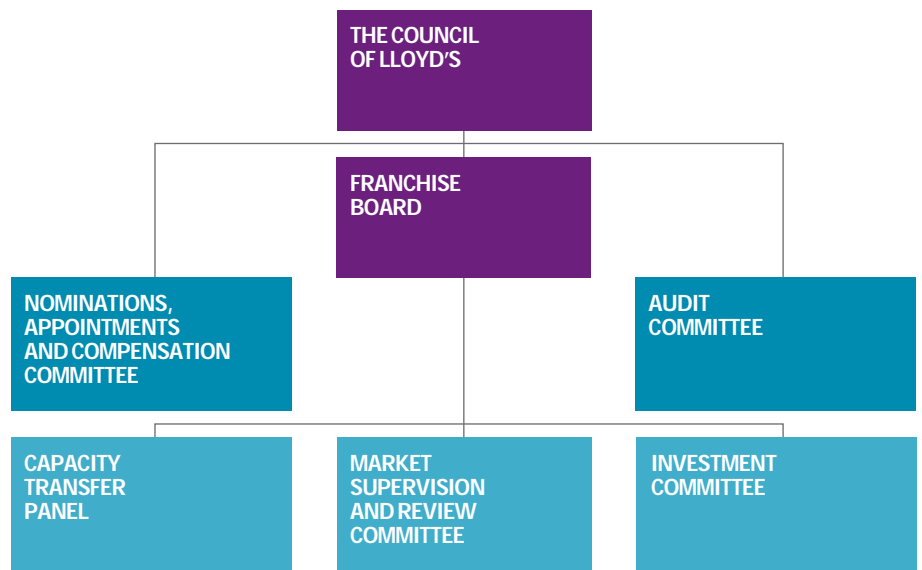 THE COUNCIL
OF LLOYD'S
FRANCHISE
BOARD
NOMINATIONS,
APPOINTMENTS
AND COMPENSATION
COMMITTEE
AUDIT
COMMITTEE
CAPACITY
TRANSFER
PANEL
MARKET
SUPERVISION
AND REVIEW
COMMITTEE
INVESTMENT
COMMITTEE